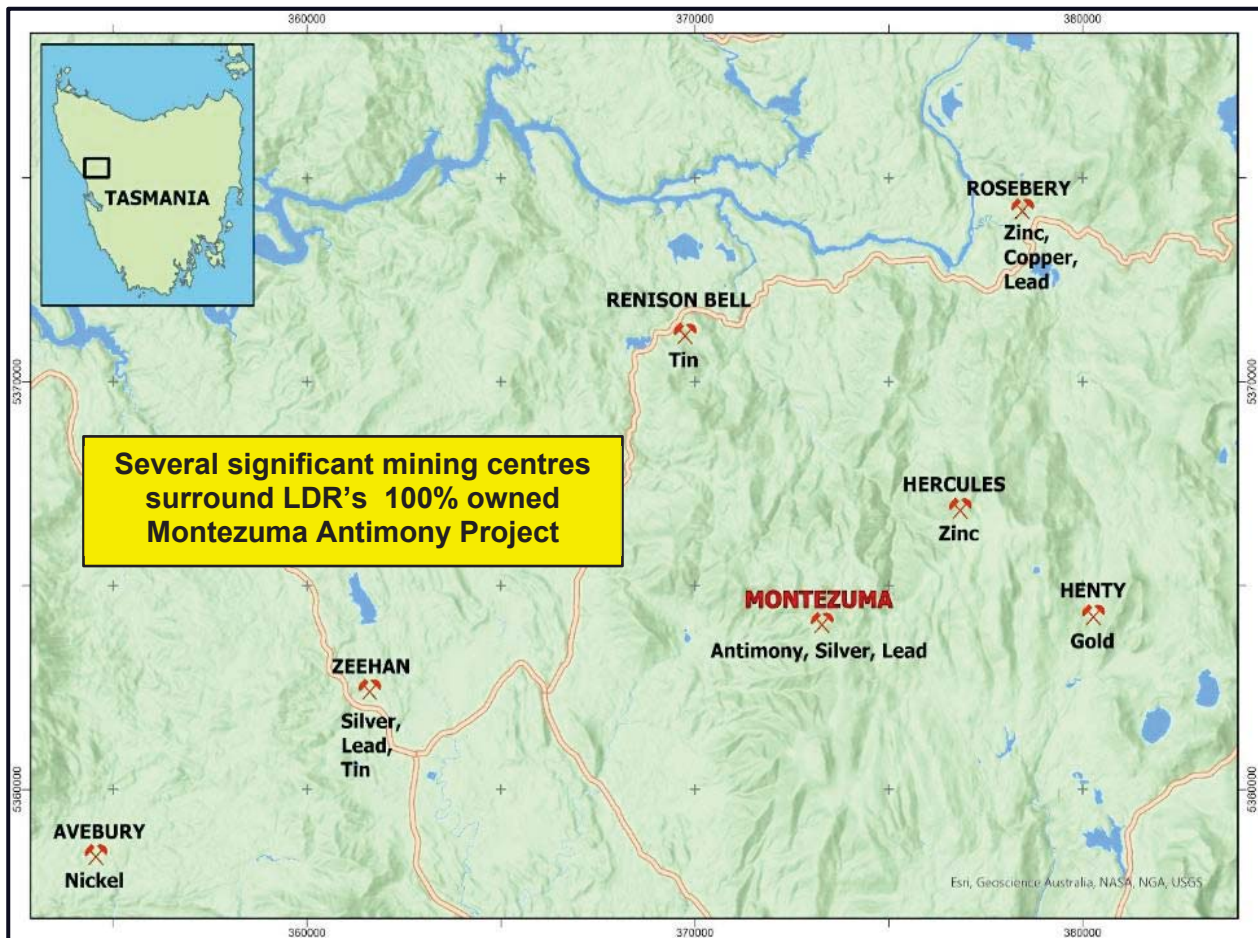 360000
370000
380000
TASMANIA
ROSEBERY
Zinc,
Copper,
Lead
RENISON BELL
Tin
5370000
5370000
Several significant mining centres
surround LDR's 100% owned
Montezuma Antimony Project
HERCULES
Zinc
MONTEZUMA
Antimony, Silver, Lead
HENTY
Gold
ZEEHAN
Silver,
Lead,
Tin
5360000
5360000
AVEBURY
Nickel
Esri, Geoscience Australia, NASA, NGA, USGS
360000
370000
380000